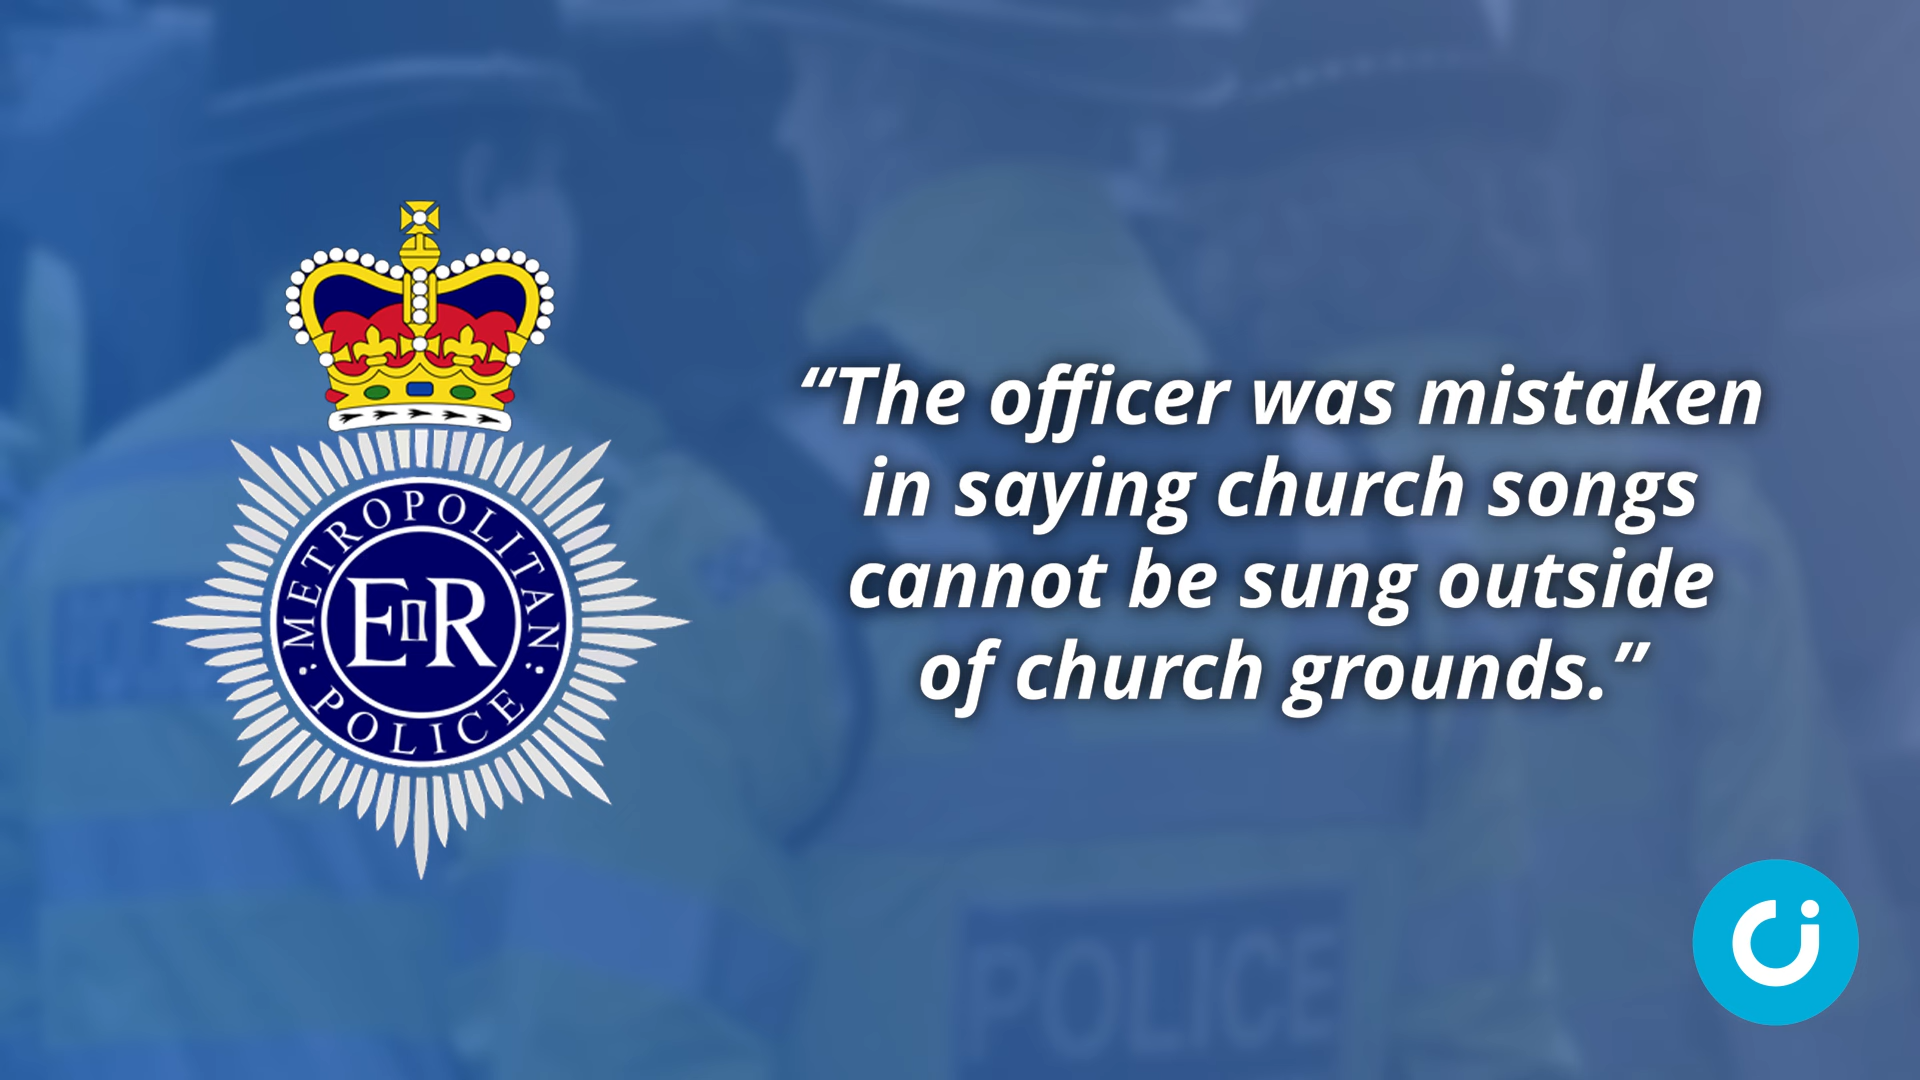 METROPOLITAN
EIIR
POLICE
“The officer was mistaken
in saying church songs
cannot be sung outside
of church grounds.”
POLICE